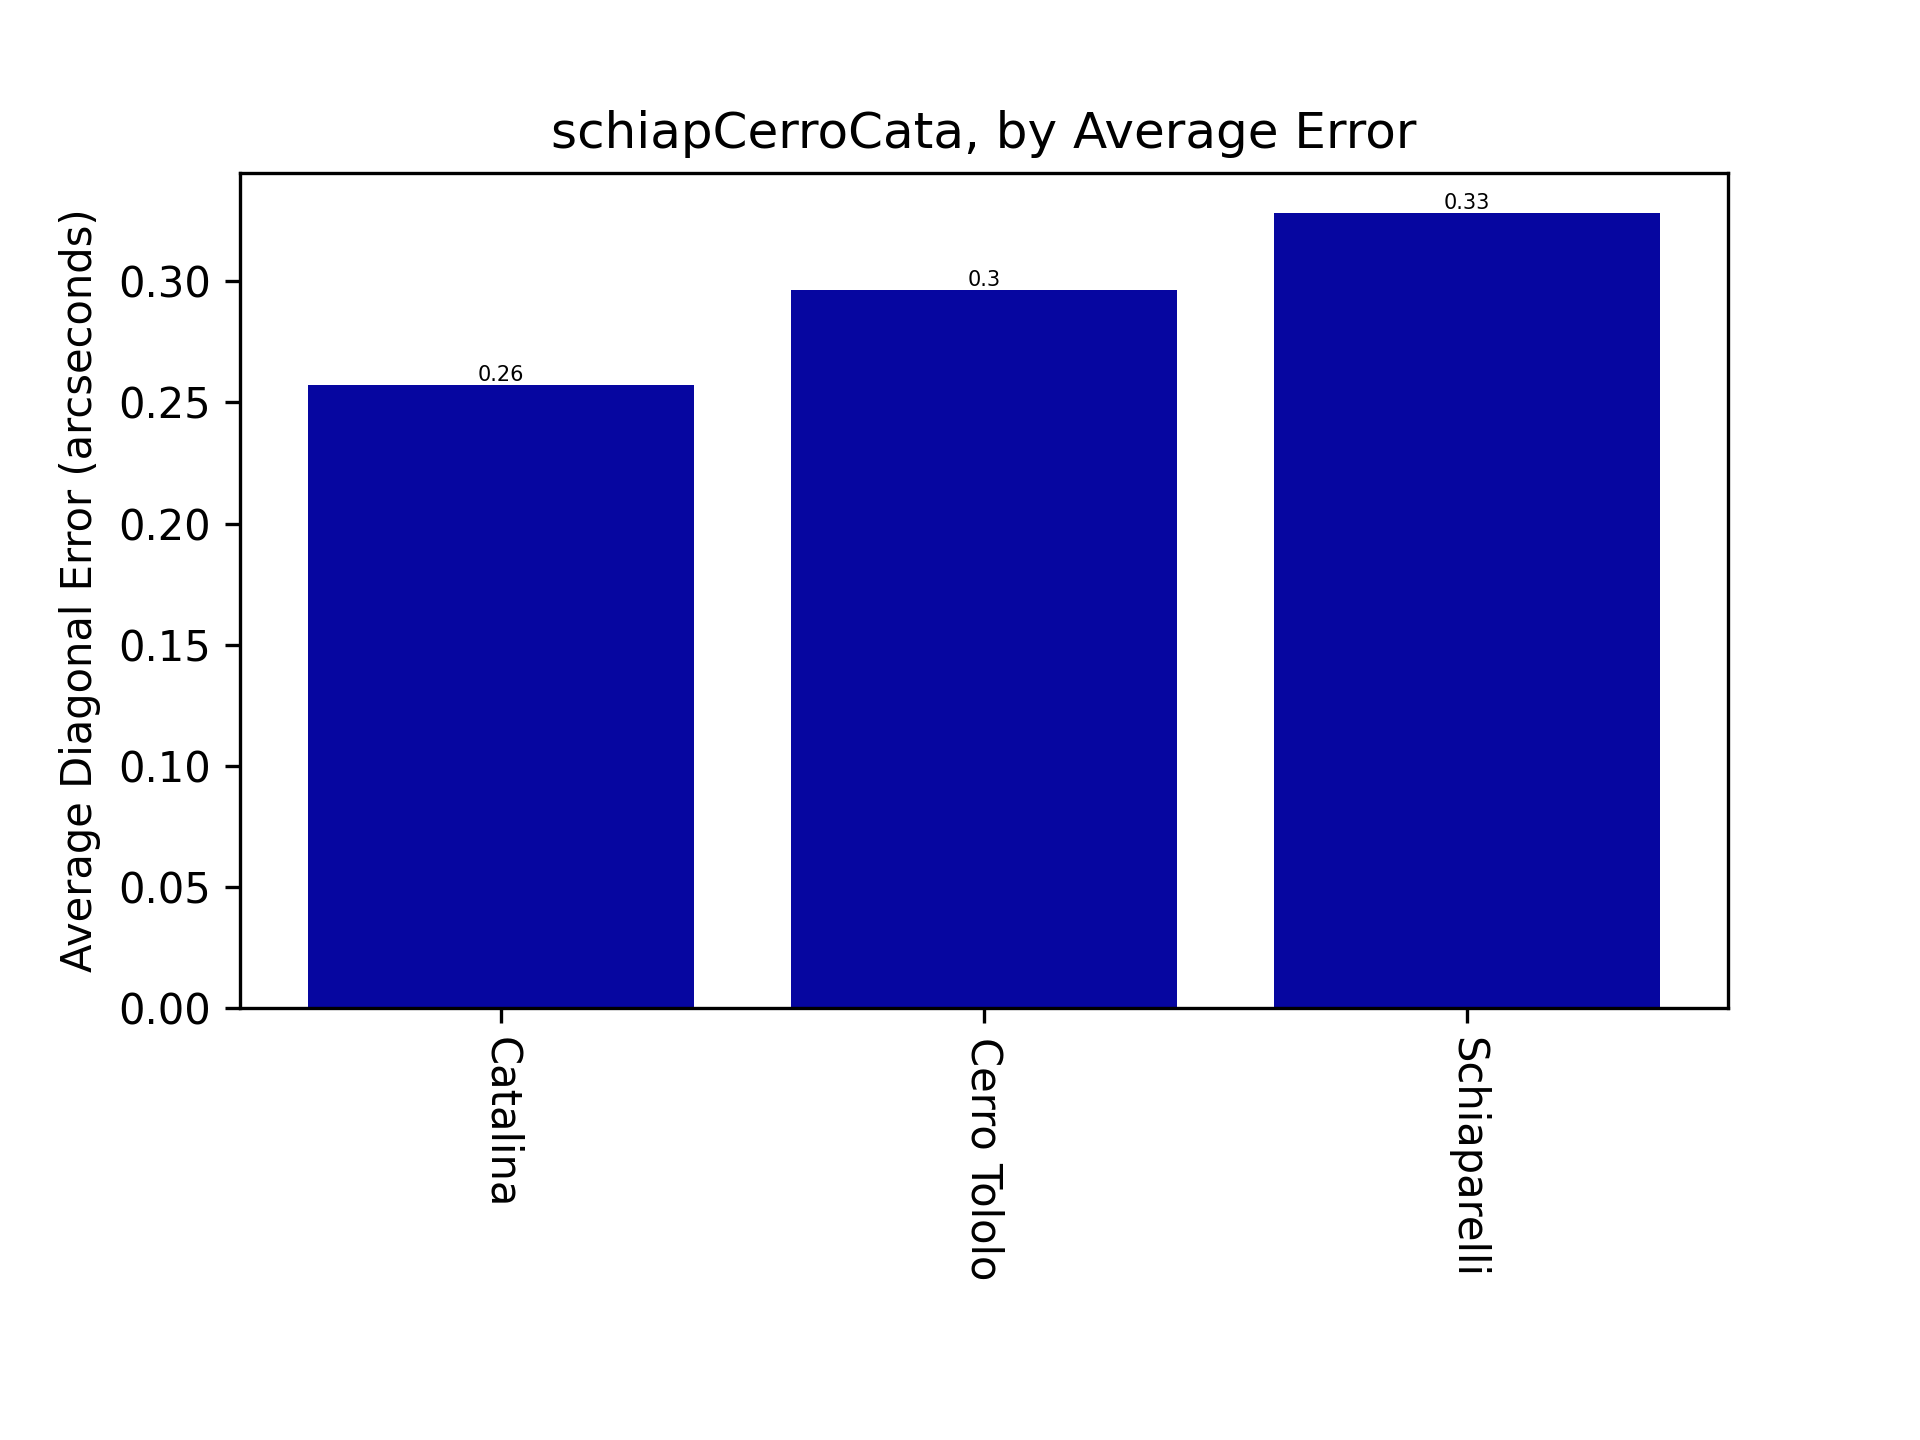 schiapCerroCata, by Average Error
Average Diagonal Error (arcseconds)
0.30
0.25
0.20
0.15
0.10
0.05
0.00
0.26
0.3
0.33
Catalina
Cerro Tololo
Schiaparelli